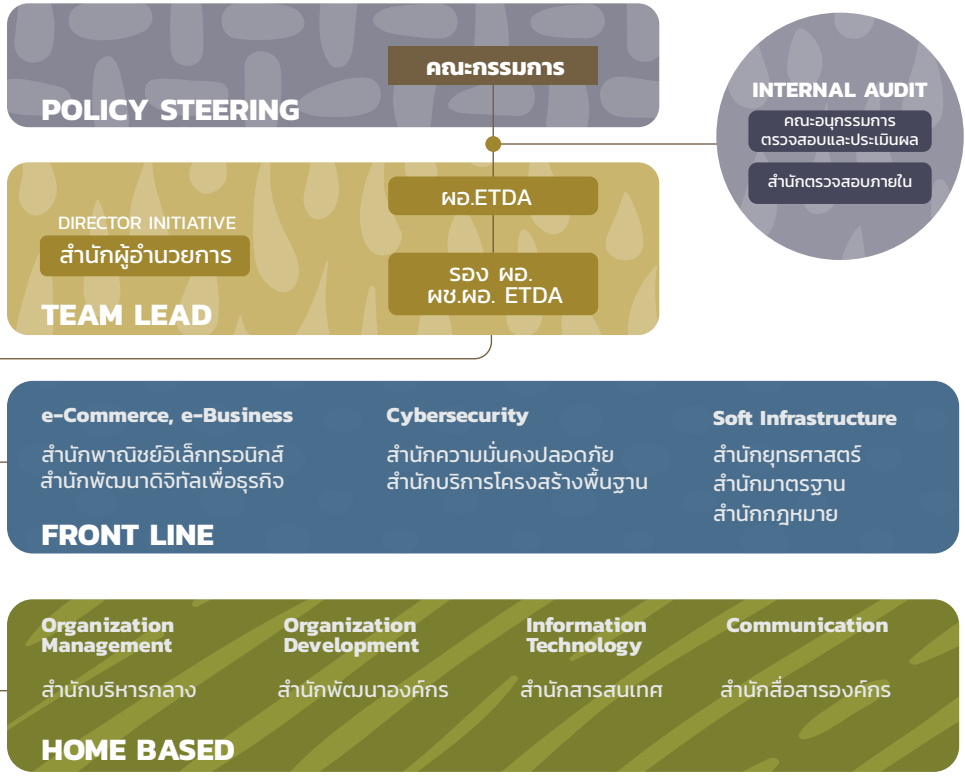 คณะกรรมการ
POLICY STEERING
INTERNAL AUDIT
คณะอนุกรรมการ
ตรวจสอบและประเมินผล
สำนักตรวจสอบภายใน
ผอ.ETDA
DIRECTOR INITIATIVE
สำนักผู้อำนวยการ
รอง ผอ.
ผช.ผอ. ETDA
TEAM LEAD
e-Commerce, e-Business
สำนักพาณิชย์อิเล็กทรอนิกส์
สำนักพัฒนาดิจิทัลเพื่อธุรกิจ
Cybersecurity
สำนักความมั่นคงปลอดภัย
สำนักบริการโครงสร้างพื้นฐาน
Soft Infrastructure
สำนักยุทธศาสตร์
สำนักมาตรฐาน
สำนักกฎหมาย
FRONT LINE
Organization
Management
สำนักบริหารกลาง
Organization
Development
สำนักพัฒนาองค์กร
Information
Technology
สำนักสารสนเทศ
Communication
สำนักสื่อสารองค์กร
HOME BASED